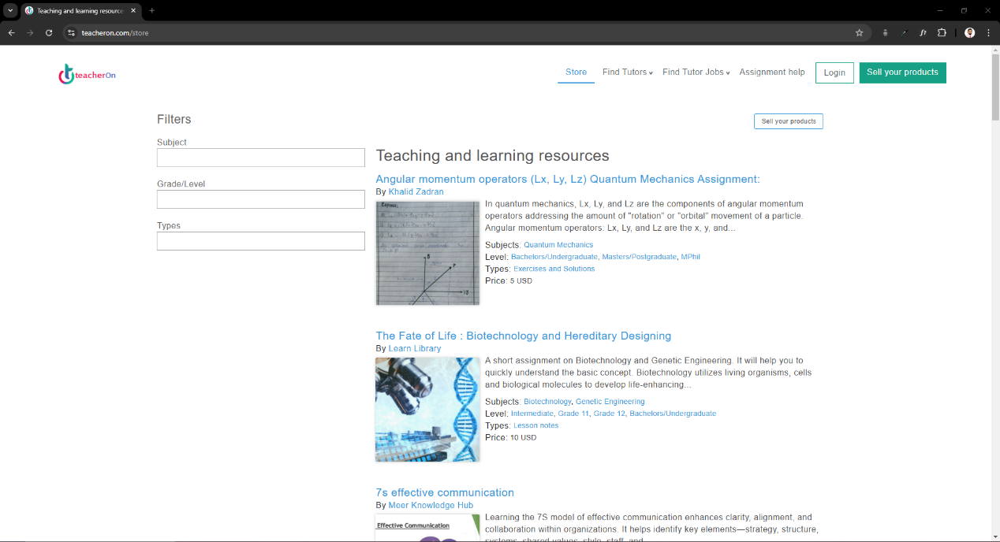 Teaching and learning resource
teacheron.com/store
teacherOn
Store
Find Tutors
Find Tutor Jobs
Assignment help
Login
Sell your products
Filters
Sell your products
Subject
Grade/Level
Types
Teaching and learning resources
Angular momentum operators (Lx, Ly, Lz) Quantum Mechanics Assignment:
By Khalid Zadran
In quantum mechanics, Lx, Ly, and Lz are the components of angular momentum
operators addressing the amount of "rotation" or "orbital" movement of a particle.
Angular momentum operators: Lx, Ly, and Lz are the x, y, and...
Subjects: Quantum Mechanics
Level: Bachelors/Undergraduate, Masters/Postgraduate, MPhil
Types: Exercises and Solutions
Price: 5 USD
The Fate of Life : Biotechnology and Hereditary Designing
By Learn Library
A short assignment on Biotechnology and Genetic Engineering. It will help you to
quickly understand the basic concept. Biotechnology utilizes living organisms, cells
and biological molecules to develop life-enhancing...
Subjects: Biotechnology, Genetic Engineering
Level: Intermediate, Grade 11, Grade 12, Bachelors/Undergraduate
Types: Lesson notes
Price: 10 USD
7s effective communication
By Meer Knowledge Hub
Effective Communication
Learning the 7S model of effective communication enhances clarity, alignment, and
collaboration within organizations. It helps identify key elements—strategy, structure,
systems, shared values, style, staff, and